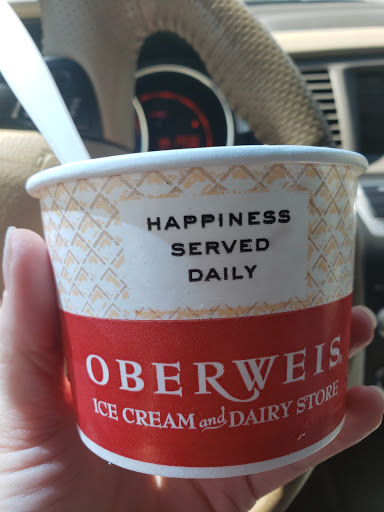 HAPPINESS
SERVED
DAILY
OBERWEIS
ICE CREAM and DAIRY STORE